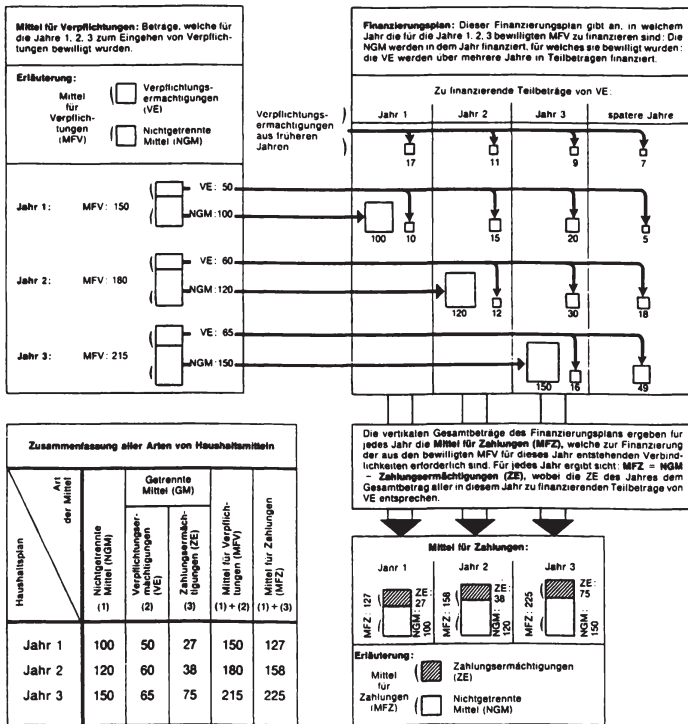 Mittel für Verpflichtungen: Beträge, welche für
die Jahre 1, 2, 3 zum Eingehen von Verpflich-
tungen bewilligt wurden.
Erläuterung:
Mittel
für
Verpflich-
tungen
(MFV)
Verpflichtungs-
ermachtigungen
(VE)
Nichtgetrennte
Mittel (NGM)
Jahr 1: MFV: 150 VE: 50
NGM:100
Jahr 2: MFV: 180 VE: 60
NGM:120
Jahr 3: MFV: 215 VE: 65
NGM:150
Finanzierungsplan: Dieser Finanzierungsplan gibt an, in welchem
Jahr die für die Jahre 1, 2, 3 bewilligten MFV zu finanzieren sind: Die
NGM werden in dem Jahr finanziert, für welches sie bewilligt wurden;
die VE werden über mehrere Jahre in Teilbetragen finanziert.
Zu finanzierende Teilbeträge von VE:
Jahr 1 Jahr 2 Jahr 3 spatere Jahre
Verpflichtungs-
ermachtigungen
aus früheren
Jahren
17 11 9 7
100 10 15 20 5
120 12 30 18
150 16 49
Die vertikalen Gesamtbeträge des Finanzierungsplans ergeben fur
jedes Jahr die Mittel für Zahlungen (MFZ), welche zur Finanzierung
der aus den bewilligten MFV für dieses Jahr entstehenden Verbind-
lichkeiten erforderlich sind. Für jedes Jahr ergibt sicht: MFZ = NGM
– Zahlungsermächtigungen (ZE), wobei die ZE des Jahres dem
Gesamtbetrag aller in diesem Jahr zu finanzierenden Teilbeträge von
VE entsprechen.
Mittel für Zahlungen:
Jahr 1 Jahr 2 Jahr 3
MFZ: 127 ZE: 27 NGM: 100
MFZ: 158 ZE: 38 NGM: 120
MFZ: 225 ZE: 75 NGM: 150
Erläuterung:
Mittel
für
Zahlungen
(MFZ)
Zahlungsermächtigungen
(ZE)
Nichtgetrennte
Mittel (NGM)
Zusammenfassung aller Arten von Haushaltsmitteln
Art
der Mittel
Haushaltsplan
Getrennte
Mittel (GM)
Nichtgetrennte
Mittel (NGM)
(1)
Verpflichtungser-
machtigungen
(VE)
(2)
Zahlungsermäch-
tigungen (ZE)
(3)
Mittel für Verpflich-
tungen (MFV)
(1) + (2)
Mittel für Zahlungen
(MFZ)
(1) + (3)
Jahr 1 100 50 27 150 127
Jahr 2 120 60 38 180 158
Jahr 3 150 65 75 215 225